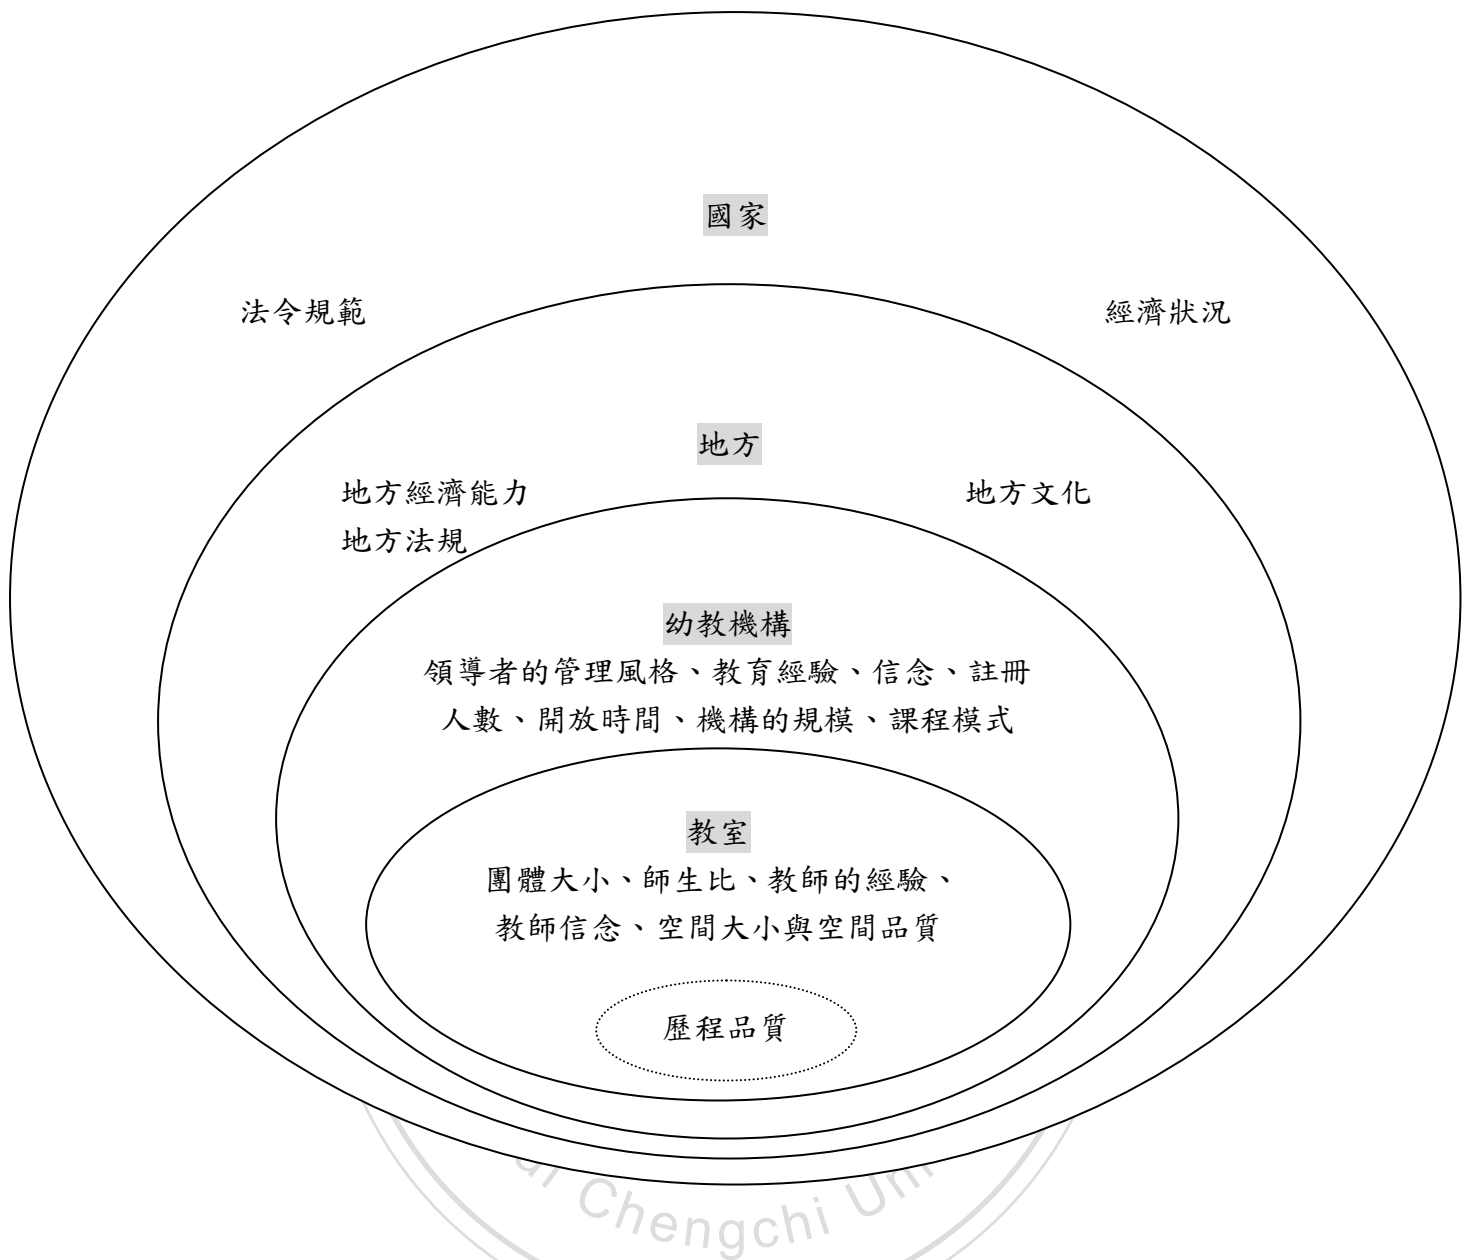 國家
法令規範 經濟狀況
地方
地方經濟能力 地方文化
地方法規
幼教機構
領導者的管理風格、教育經驗、信念、註冊
人數、開放時間、機構的規模、課程模式
教室
團體大小、師生比、教師的經驗、
教師信念、空間大小與空間品質
歷程品質
Chengchi